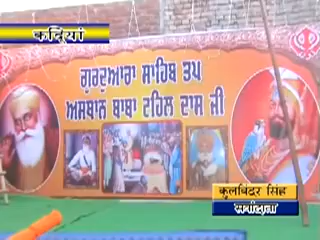 ਕਾਦੀਆਂ
ਗੁਰਦੁਆਰਾ ਸਾਹਿਬ ਤਪ
ਅਸਥਾਨ ਬਾਬਾ ਟਹਿਲ ਦਾਸ ਜੀ
ਕੁਲਵਿੰਦਰ ਸਿੰਘ